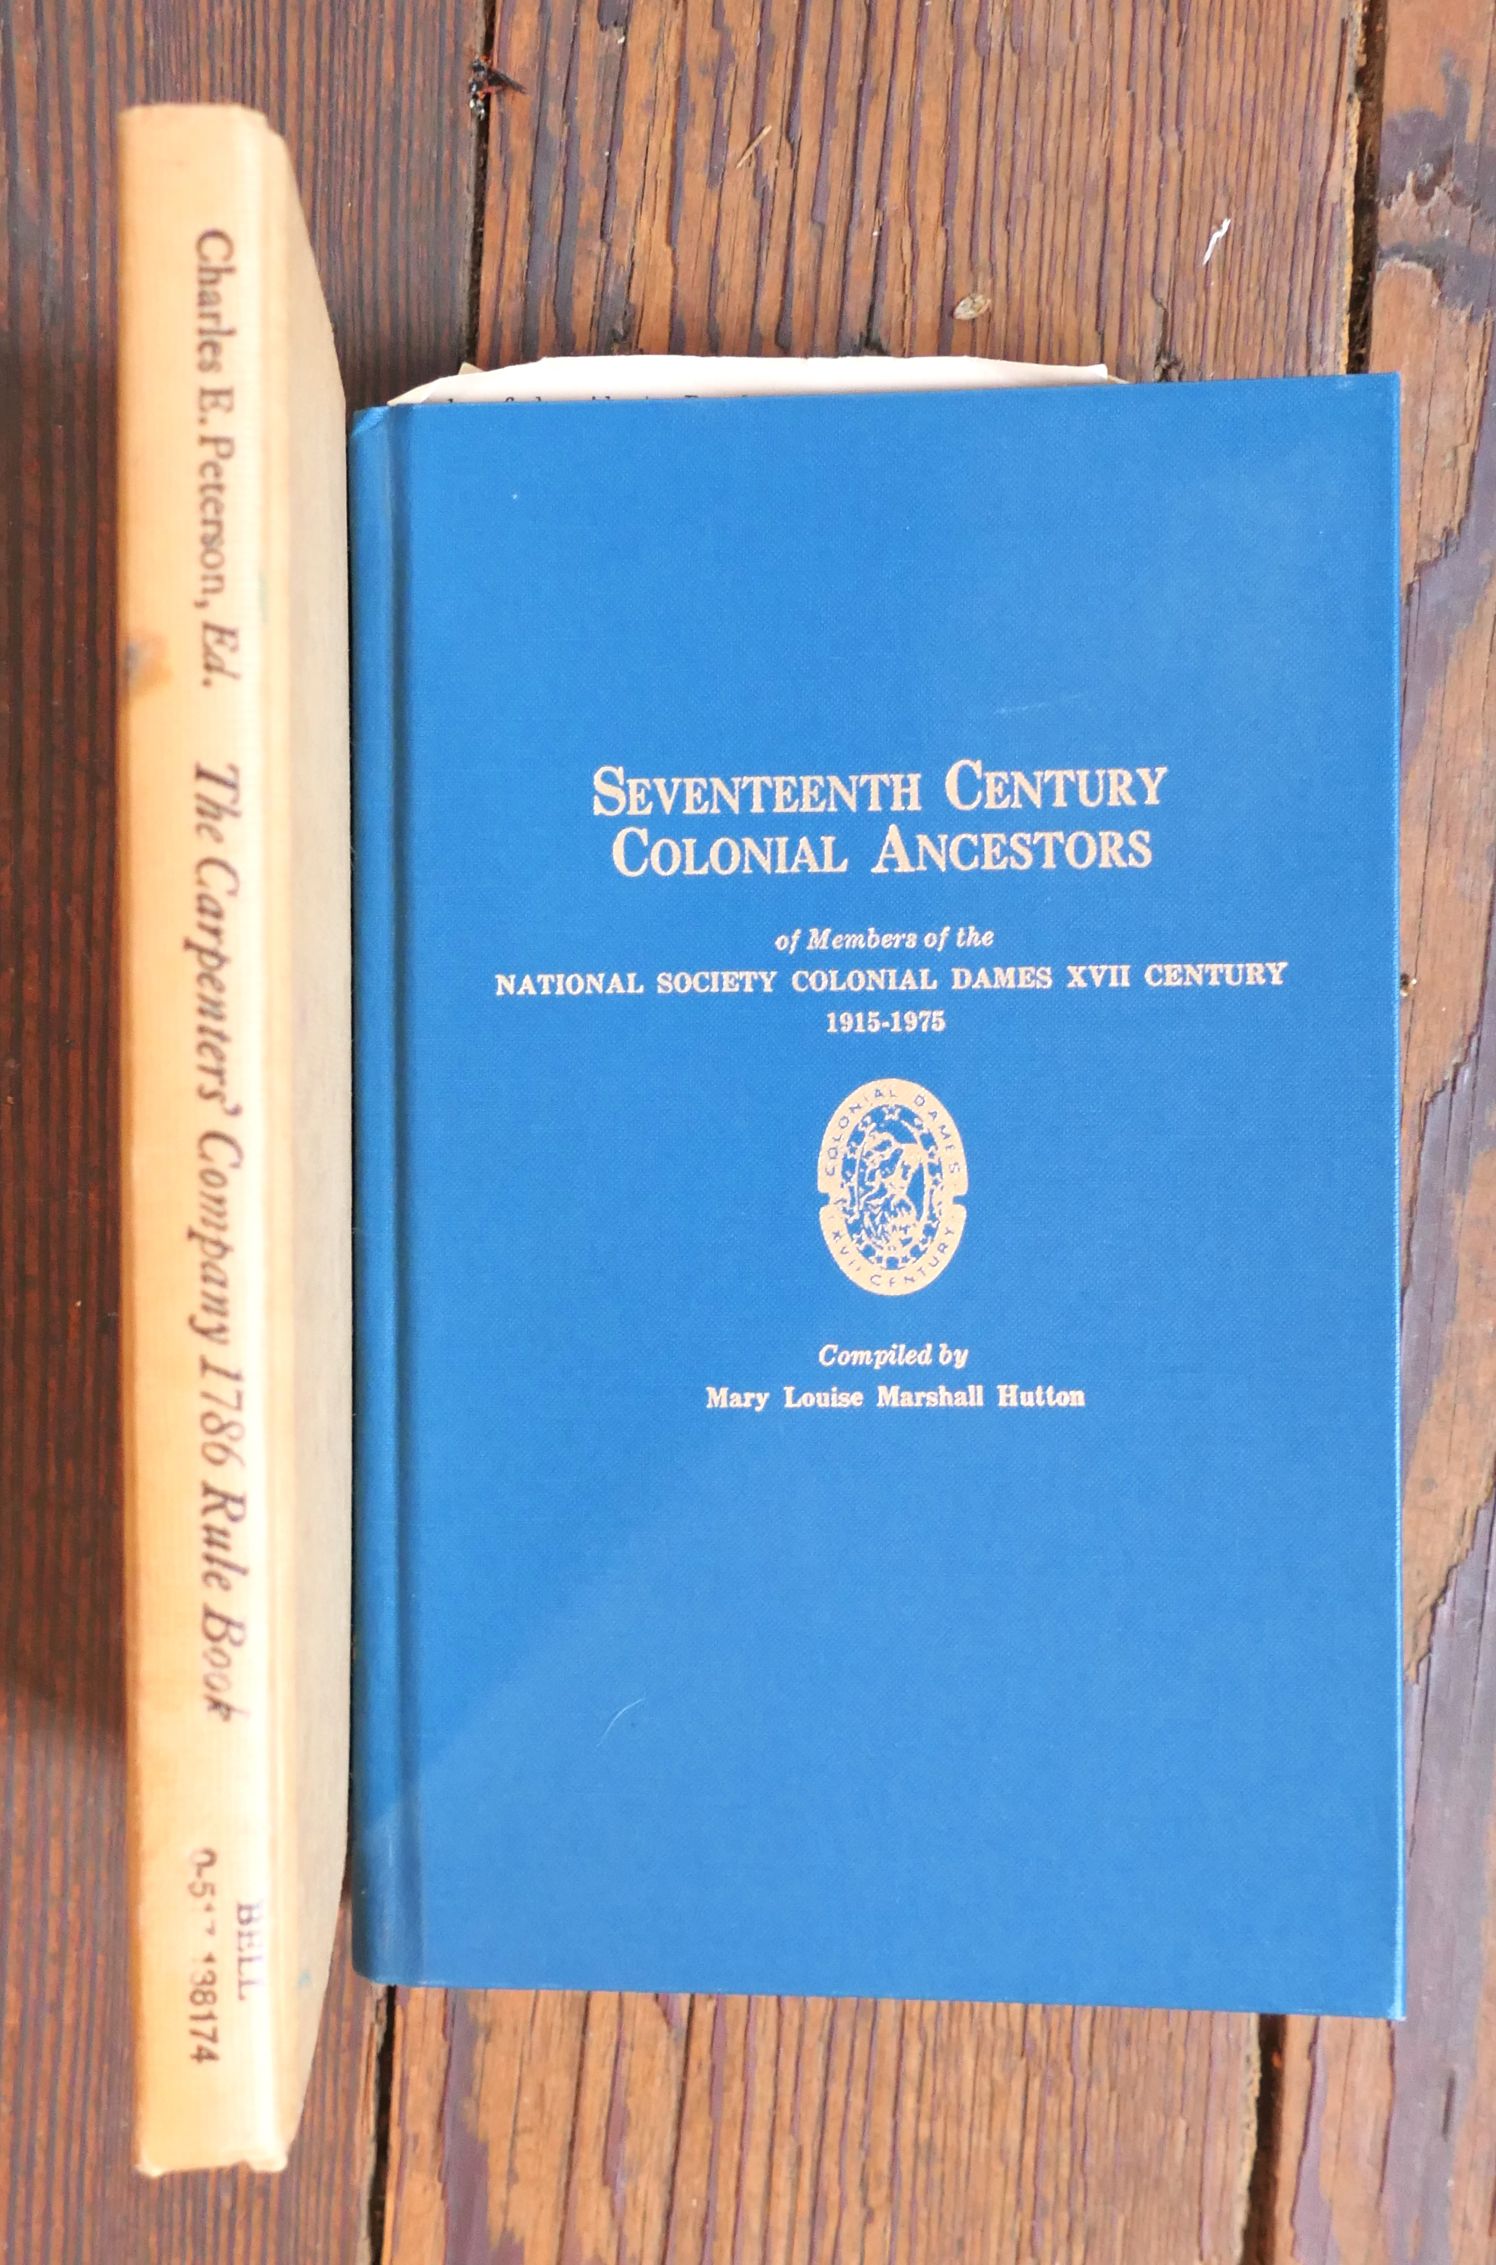 Charles E. Peterson, Ed. The Carpenters' Company 1786 Rule Book
BELL
138174
SEVENTEENTH CENTURY
COLONIAL ANCESTORS
of Members of the
NATIONAL SOCIETY COLONIAL DAMES XVII CENTURY
1915-1975
COLONIAL DAMES
XVII CENTURY
Compiled by
Mary Louise Marshall Hutton